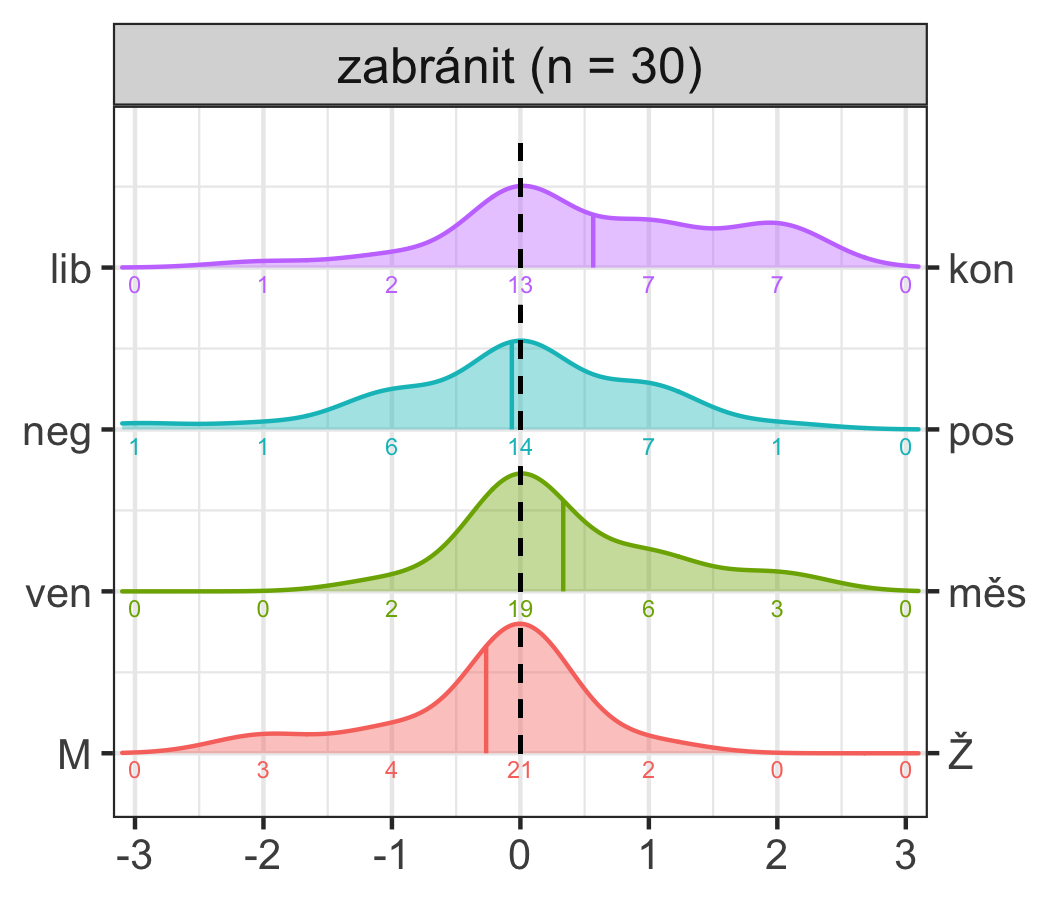 zabránit (n = 30)
lib kon
0 1 2 13 7 7 0
neg pos
1 1 6 14 7 1 0
ven měs
0 0 2 19 6 3 0
M Ž
0 3 4 21 2 0 0
-3 -2 -1 0 1 2 3